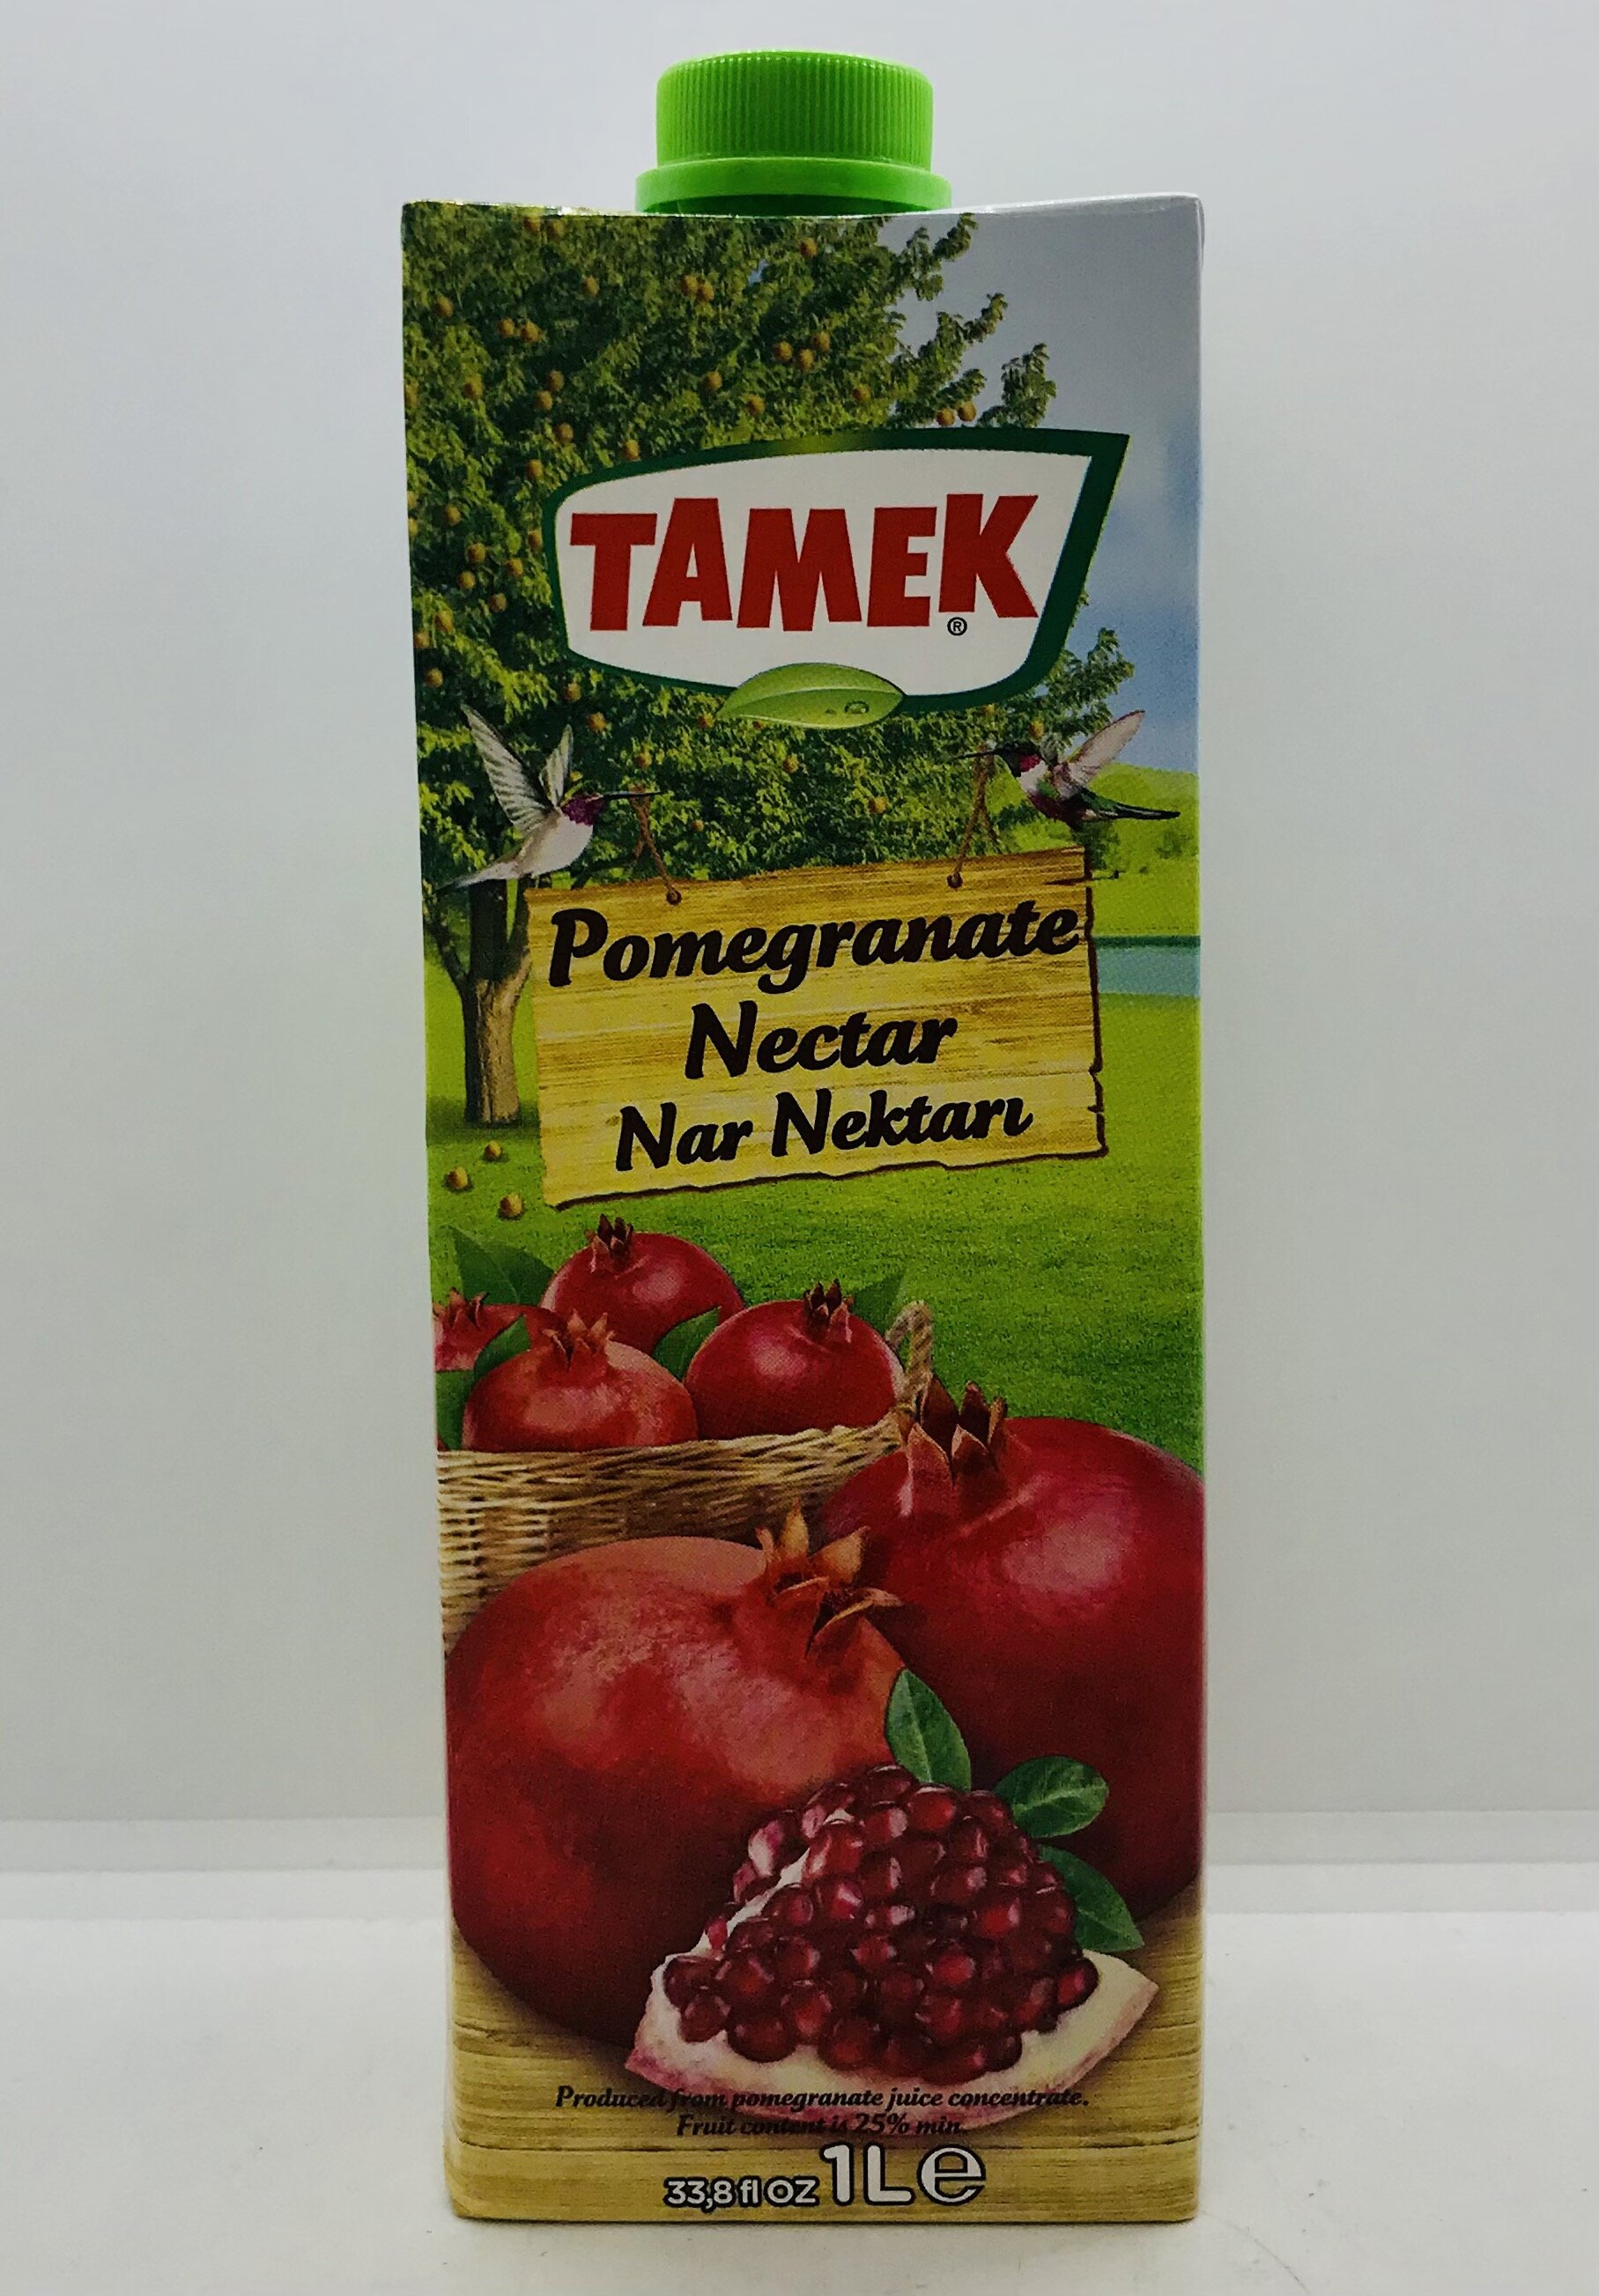 TAMEK
®
Pomegranate
Nectar
Nar Nektarı
Produced from pomegranate juice concentrate.
Fruit content is 25% min.
33,8 fl OZ 1L e